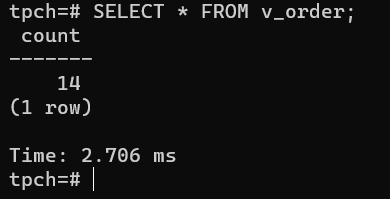 tpch=# SELECT * FROM v_order;
 count
-------
    14
(1 row)

Time: 2.706 ms
tpch=#